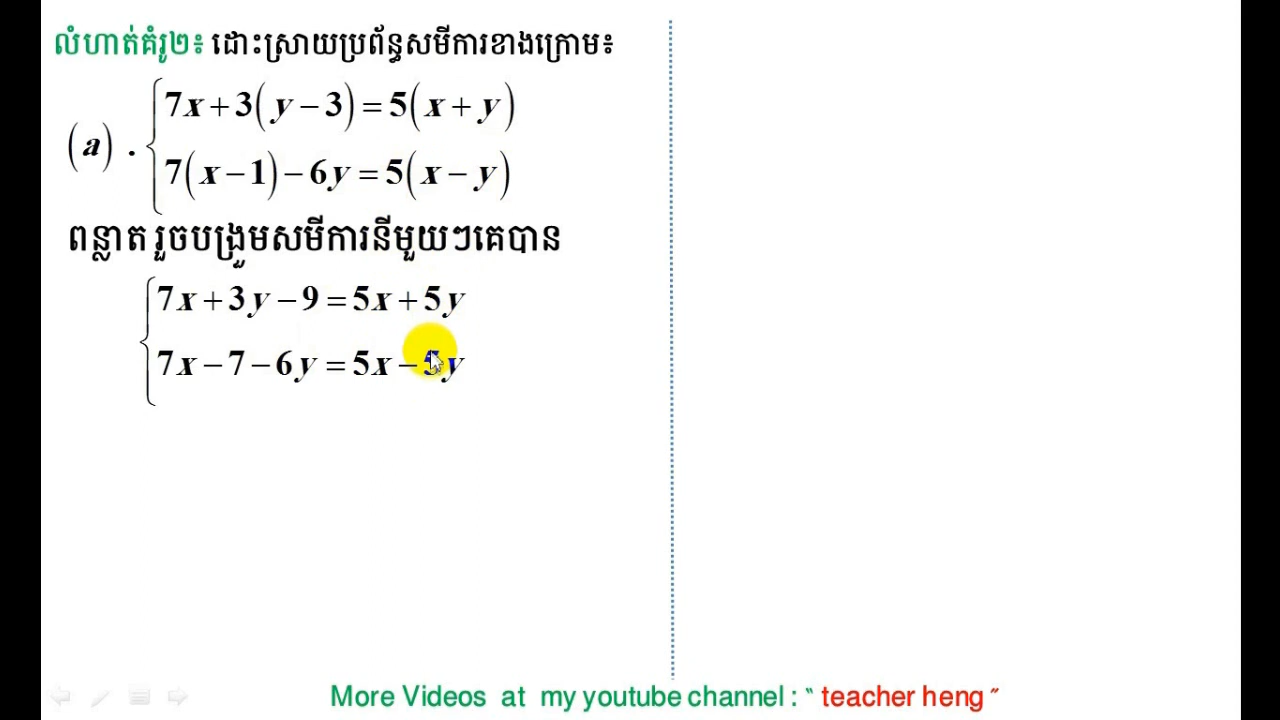 លំហាត់គំរូ២៖ ដោះស្រាយប្រព័ន្ធសមីការខាងក្រោម៖
(a) . { 7x + 3(y − 3) = 5(x + y)
7(x − 1) − 6y = 5(x − y)
ពន្លាត រួចបង្រួមសមីការនីមួយៗគេបាន
{ 7x + 3y − 9 = 5x + 5y
7x − 7 − 6y = 5x − 5y
More Videos at my youtube channel : “ teacher heng ”